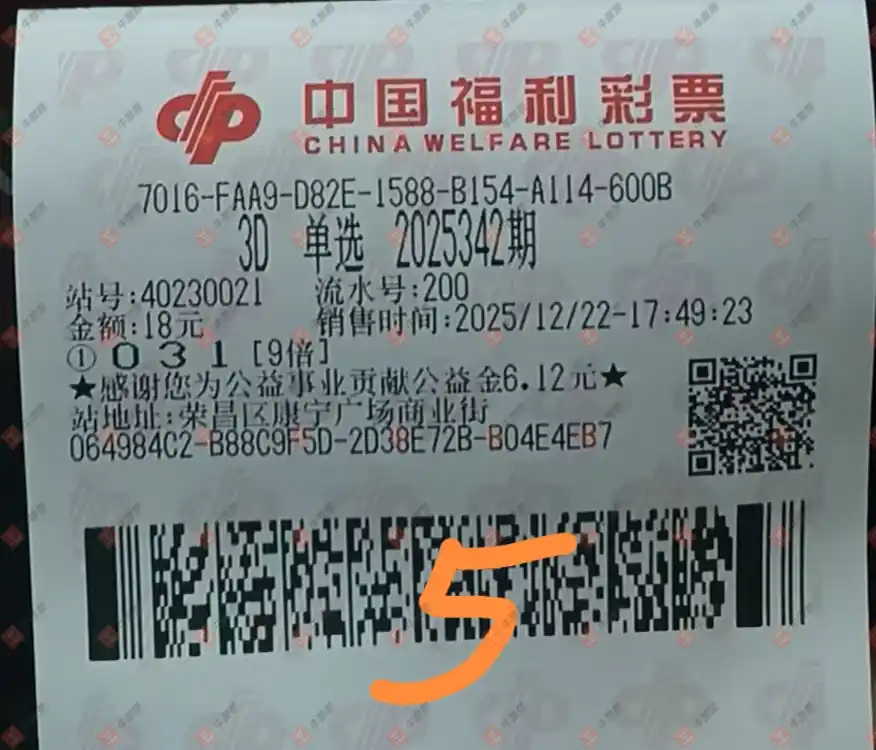 中国福利彩票
CHINA WELFARE LOTTERY
7016-FAA9-D82E-1588-B154-A114-600B
3D 单选 2025342期
站号:40230021 流水号:200
金额:18元 销售时间:2025/12/22-17:49:23
① 0 3 1 [9倍]
★感谢您为公益事业贡献公益金6.12元★
站地址:荣昌区康宁广场商业街
064984C2-B88C9F5D-2D38E72B-B04E4EB7
5